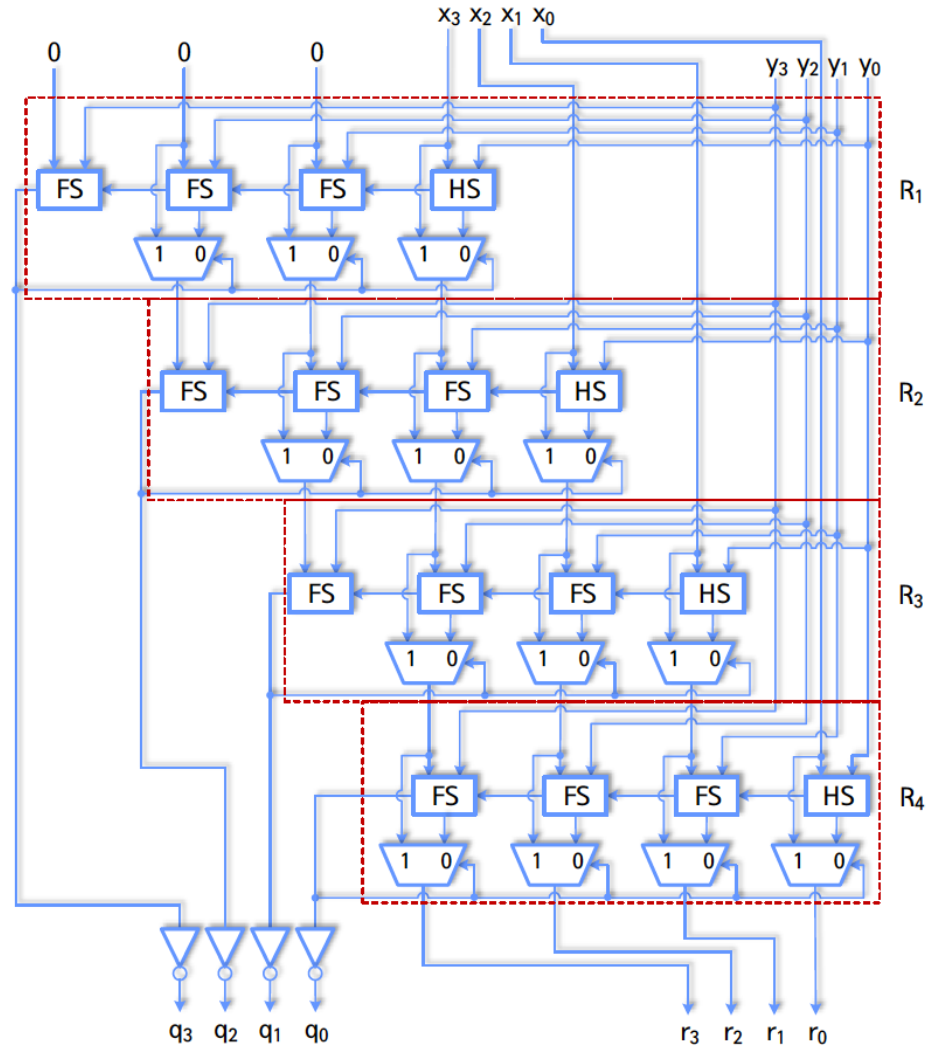 x3 x2 x1 x0
0 0 0
y3 y2 y1 y0
FS FS FS HS R1
1 0 1 0 1 0
FS FS FS HS R2
1 0 1 0 1 0
FS FS FS HS R3
1 0 1 0 1 0
FS FS FS HS R4
1 0 1 0 1 0 1 0
q3 q2 q1 q0 r3 r2 r1 r0